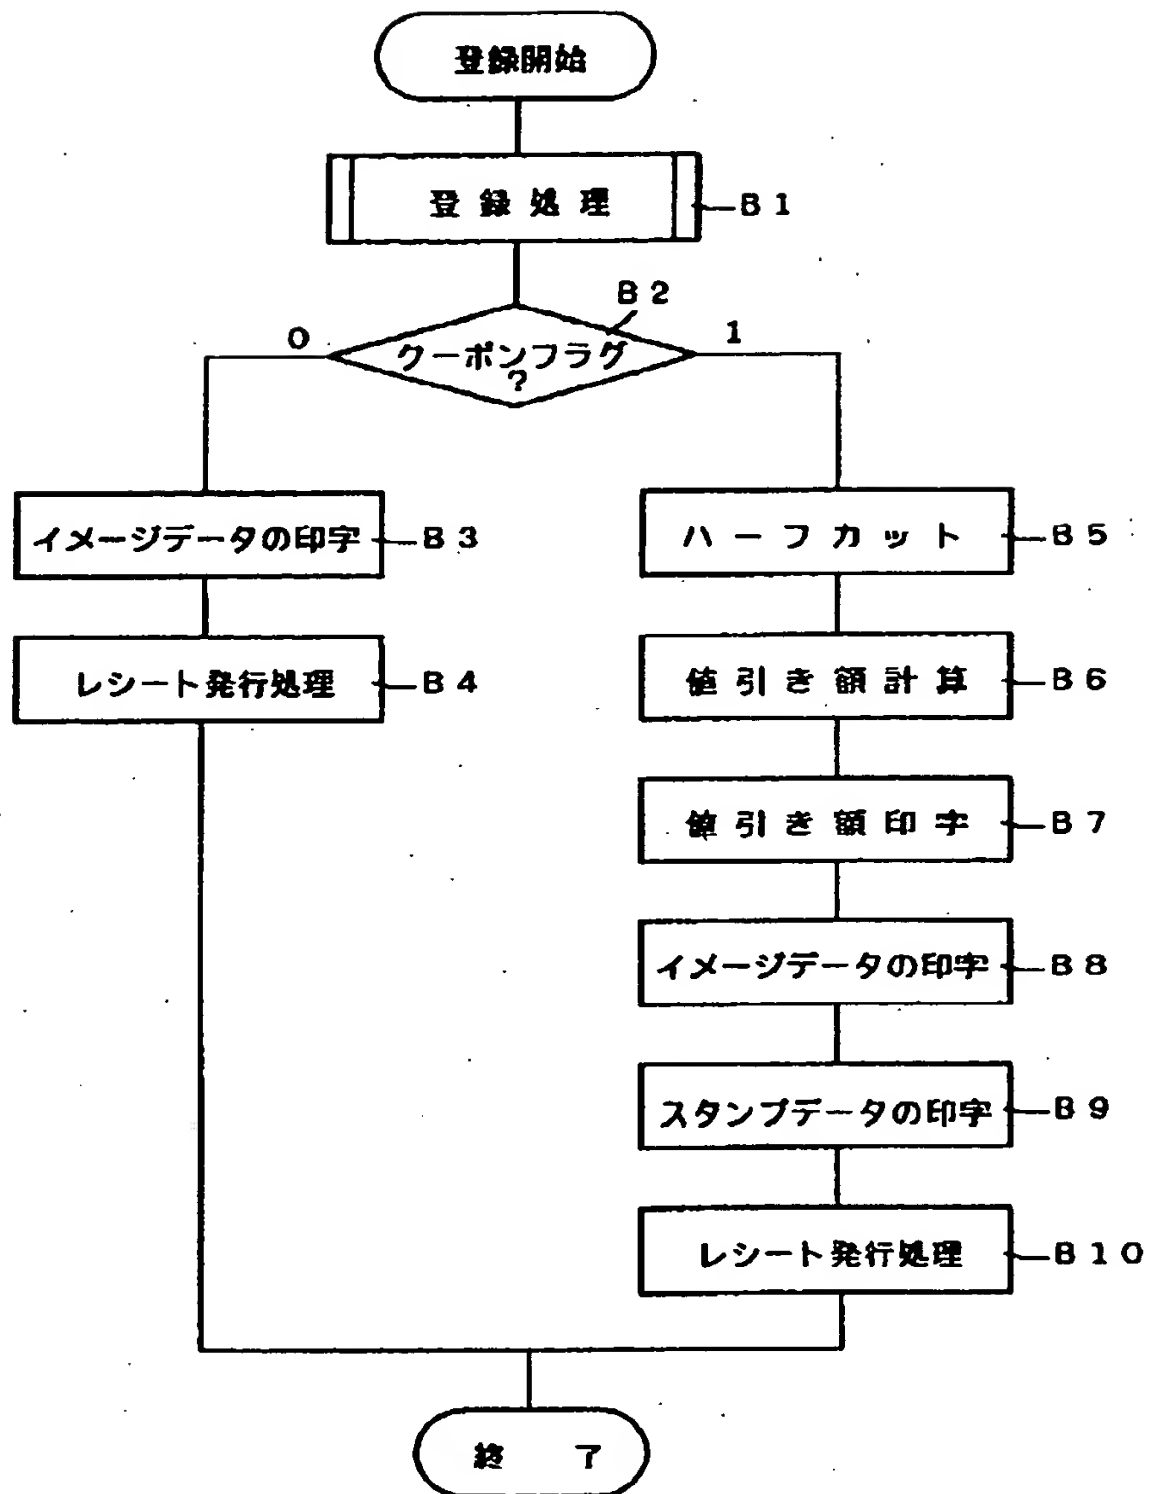 登録開始
登録処理
B1
B2
0
1
クーポンフラグ
?
イメージデータの印字
B3
レシート発行処理
B4
ハーフカット
B5
値引き額計算
B6
値引き額印字
B7
イメージデータの印字
B8
スタンプデータの印字
B9
レシート発行処理
B10
終了